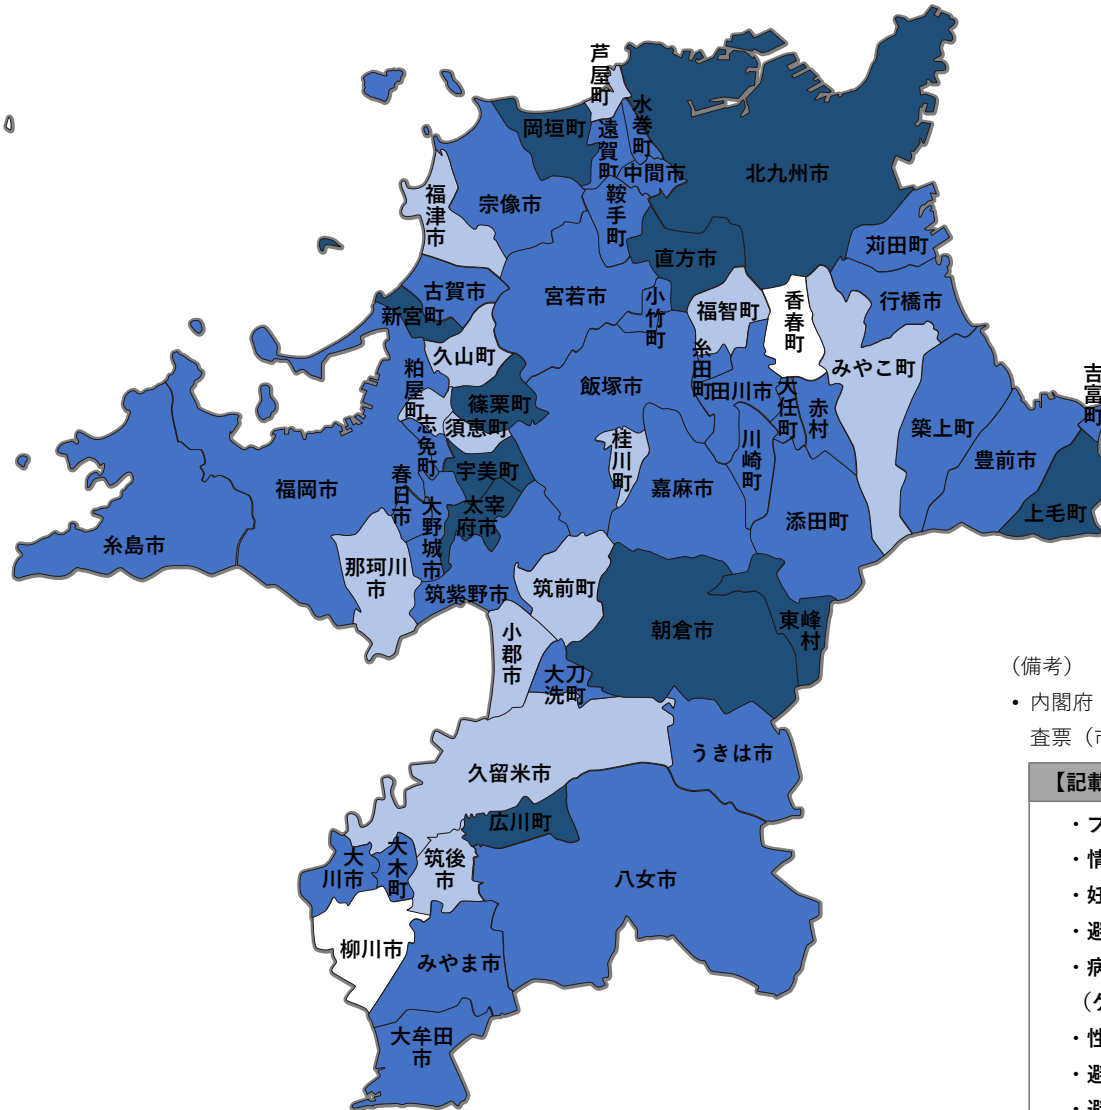 芦屋町
水巻町
岡垣町
遠賀町
中間市
北九州市
福津市
宗像市
鞍手町
苅田町
直方市
古賀市
宮若市
小竹町
福智町
香春町
行橋市
新宮町
久山町
みやこ町
粕屋町
飯塚市
糸田町
田川市
大任町
赤村
吉富町
篠栗町
志免町
須恵町
桂川町
川崎町
築上町
豊前市
宇美町
春日市
大野城市
太宰
府市
福岡市
嘉麻市
上毛町
添田町
糸島市
那珂川
市
筑紫野市
筑前町
小郡市
朝倉市
東峰
村
大刀
洗町
うきは市
久留米市
広川町
大
川市
大木町
筑後
市
八女市
柳川市
みやま市
大牟田
市
（備考）
• 内閣府
査票（
【記載
・
・情
・妊
・避
・病
（
・性
・避
・避